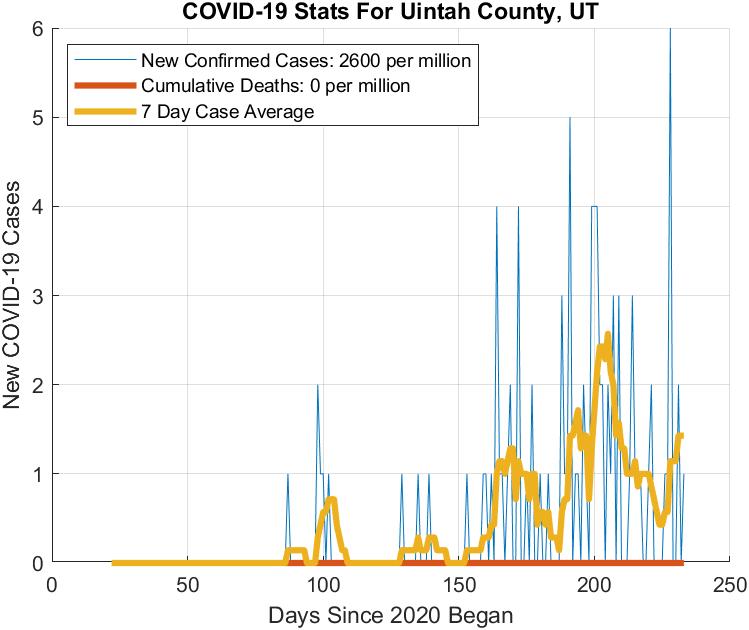 COVID-19 Stats For Uintah County, UT
New Confirmed Cases: 2600 per million
Cumulative Deaths: 0 per million
7 Day Case Average
New COVID-19 Cases
6
5
4
3
2
1
0
0 50 100 150 200 250
Days Since 2020 Began